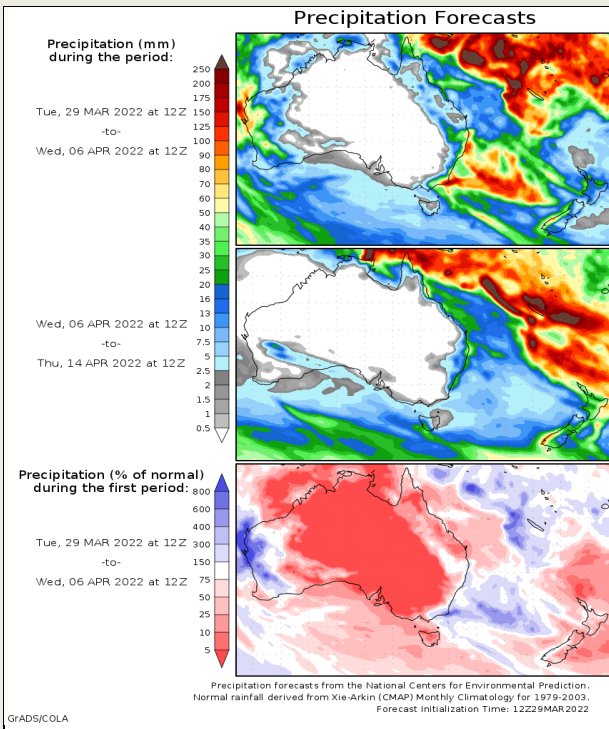 Precipitation Forecasts
Precipitation (mm)
during the period:
Tue, 29 MAR 2022 at 12Z
-to-
Wed, 06 APR 2022 at 12Z
250
200
175
150
125
100
90
80
70
60
50
40
35
30
25
20
16
13
10
7.5
5
2.5
2
1.5
1
0.5
Wed, 06 APR 2022 at 12Z
-to-
Thu, 14 APR 2022 at 12Z
Precipitation (% of normal)
during the first period:
Tue, 29 MAR 2022 at 12Z
-to-
Wed, 06 APR 2022 at 12Z
800
600
400
300
150
75
50
25
10
5
Precipitation forecasts from the National Centers for Environmental Prediction.
Normal rainfall derived from Xie-Arkin (CMAP) Monthly Climatology for 1979-2003.
Forecast Initialization Time: 12Z29MAR2022
GrADS/COLA